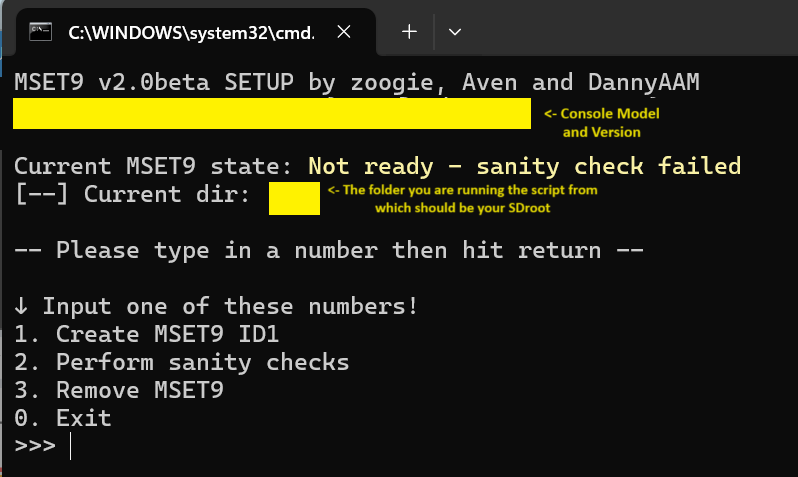 C:\WINDOWS\system32\cmd.
MSET9 v2.0beta SETUP by zoogie, Aven and DannyAAM
<- Console Model
and Version
Current MSET9 state: Not ready - sanity check failed
[--] Current dir:
<- The folder you are running the script from
which should be your SDroot
-- Please type in a number then hit return --
↓ Input one of these numbers!
1. Create MSET9 ID1
2. Perform sanity checks
3. Remove MSET9
0. Exit
>>>